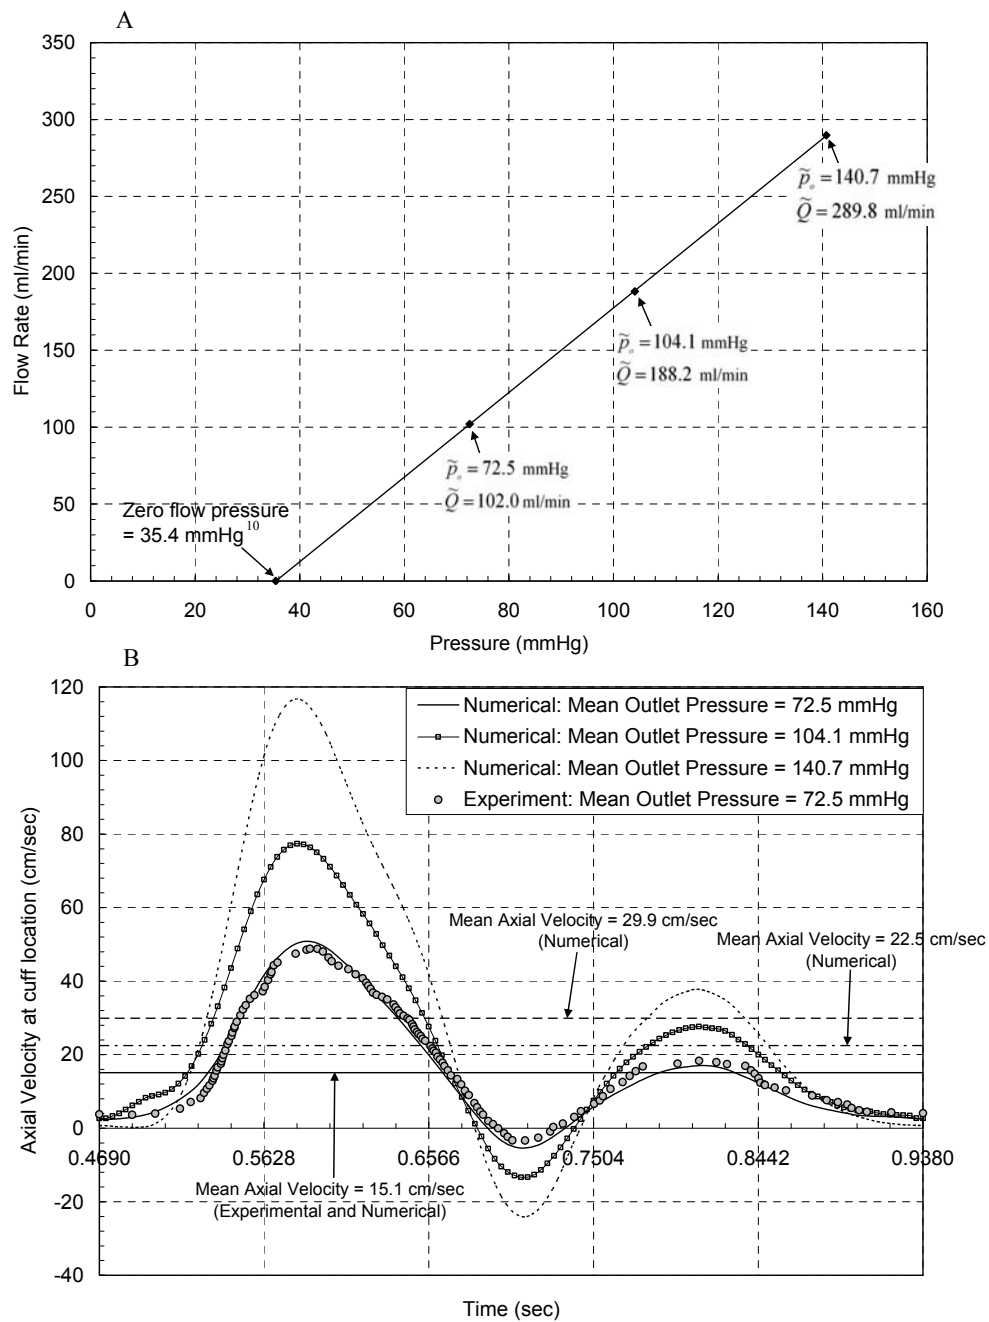 A
350
300
250
200
150
100
50
0
Flow Rate (ml/min)
p̃ₒ = 140.7 mmHg
Q̃ = 289.8 ml/min
p̃ₒ = 104.1 mmHg
Q̃ = 188.2 ml/min
p̃ₒ = 72.5 mmHg
Q̃ = 102.0 ml/min
Zero flow pressure
= 35.4 mmHg¹⁰
0 20 40 60 80 100 120 140 160
Pressure (mmHg)
B
120
100
80
60
40
20
0
-20
-40
Axial Velocity at cuff location (cm/sec)
Numerical: Mean Outlet Pressure = 72.5 mmHg
Numerical: Mean Outlet Pressure = 104.1 mmHg
Numerical: Mean Outlet Pressure = 140.7 mmHg
Experiment: Mean Outlet Pressure = 72.5 mmHg
Mean Axial Velocity = 29.9 cm/sec
(Numerical)
Mean Axial Velocity = 22.5 cm/sec
(Numerical)
0.4690 0.5628 0.6566 0.7504 0.8442 0.9380
Mean Axial Velocity = 15.1 cm/sec
(Experimental and Numerical)
Time (sec)